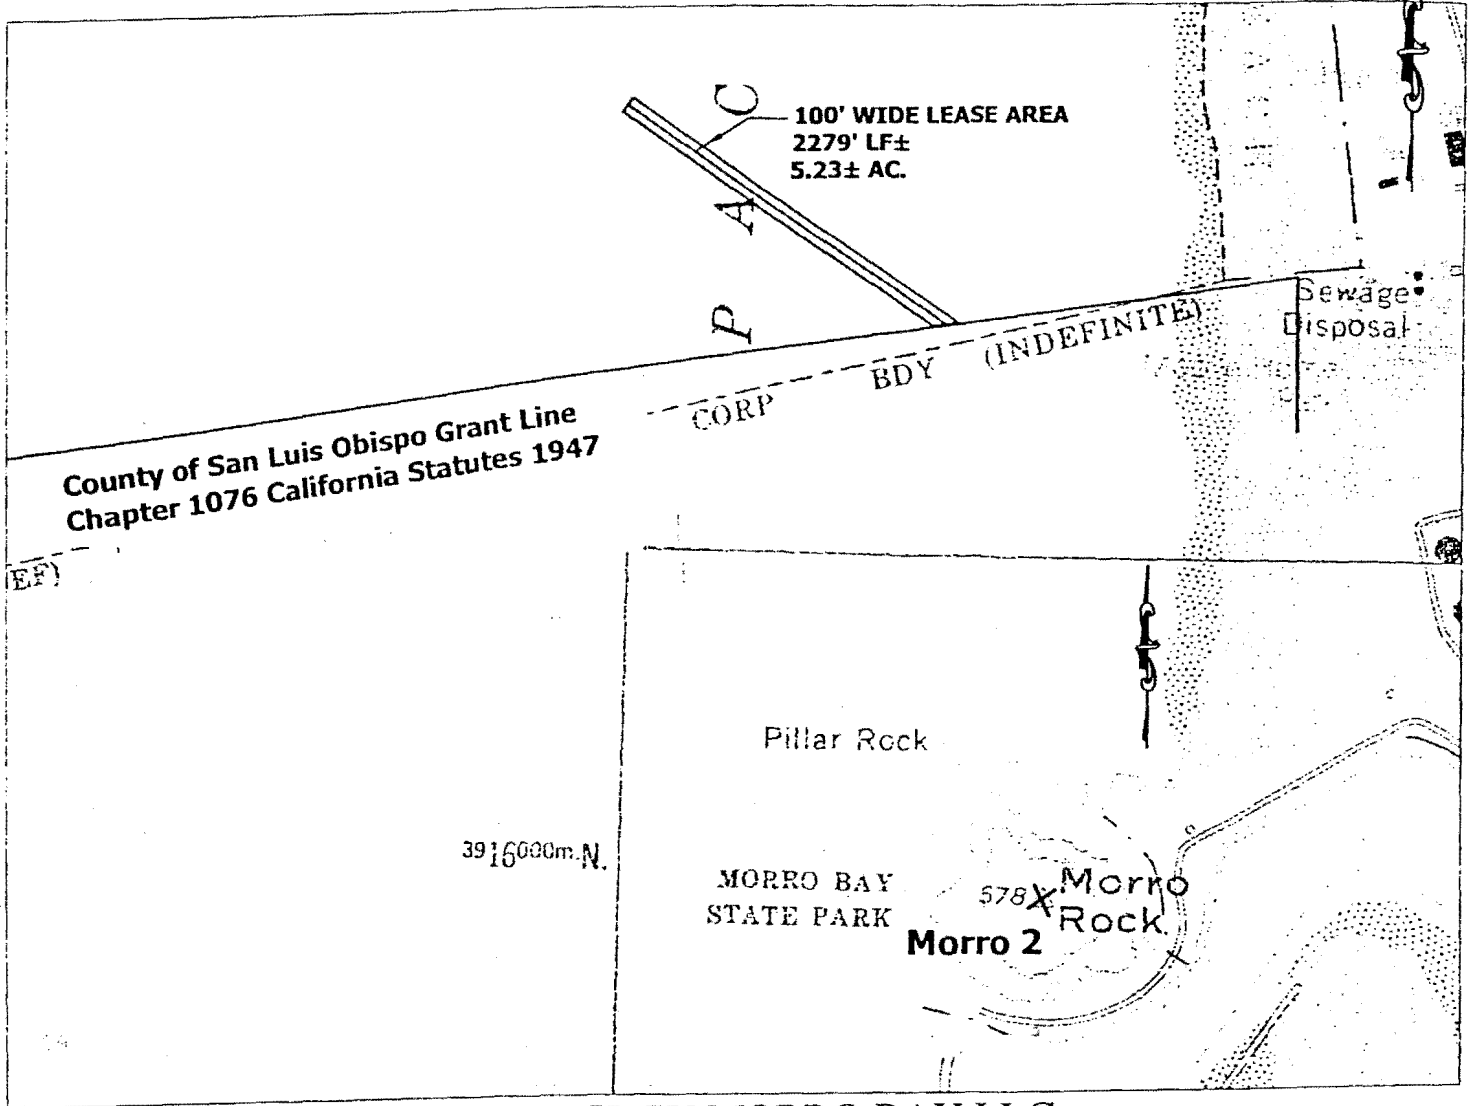 C
100' WIDE LEASE AREA
2279' LF±
5.23± AC.
A
P
Sewage
Disposal
CORP BDY (INDEFINITE)
County of San Luis Obispo Grant Line
Chapter 1076 California Statutes 1947
EF)
Pillar Rock
3916000m.N.
MORRO BAY
STATE PARK
578 Morro
Rock
Morro 2